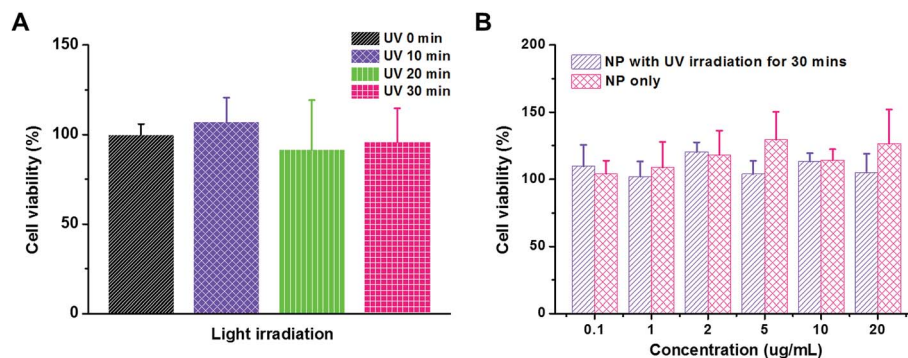 A
Cell viability (%)
150
100
50
0
UV 0 min
UV 10 min
UV 20 min
UV 30 min
Light irradiation
B
Cell viability (%)
200
150
100
50
0
NP with UV irradiation for 30 mins
NP only
0.1 1 2 5 10 20
Concentration (ug/mL)